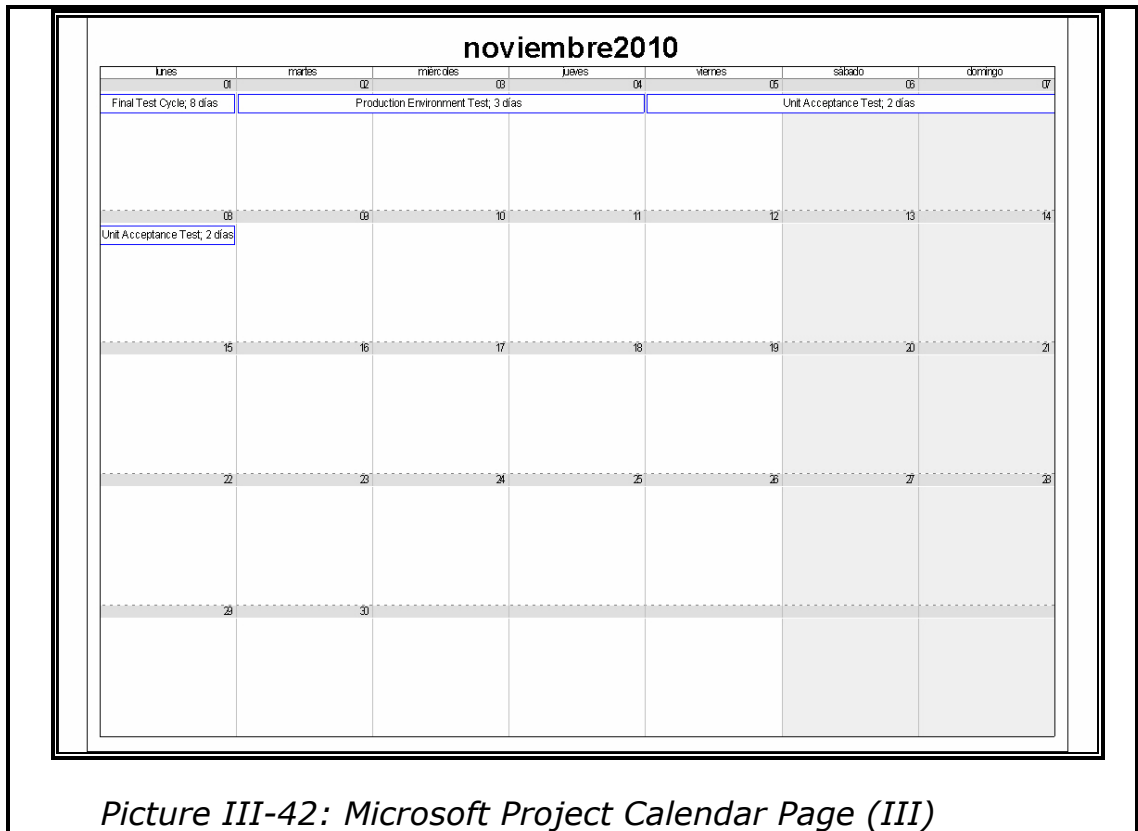 noviembre2010
lunes martes miércoles jueves viernes sábado domingo
01 02 03 04 05 06 07
Final Test Cycle; 8 días Production Environment Test; 3 días Unit Acceptance Test; 2 días
08 09 10 11 12 13 14
Unit Acceptance Test; 2 días
15 16 17 18 19 20 21
22 23 24 25 26 27 28
29 30
Picture III-42: Microsoft Project Calendar Page (III)